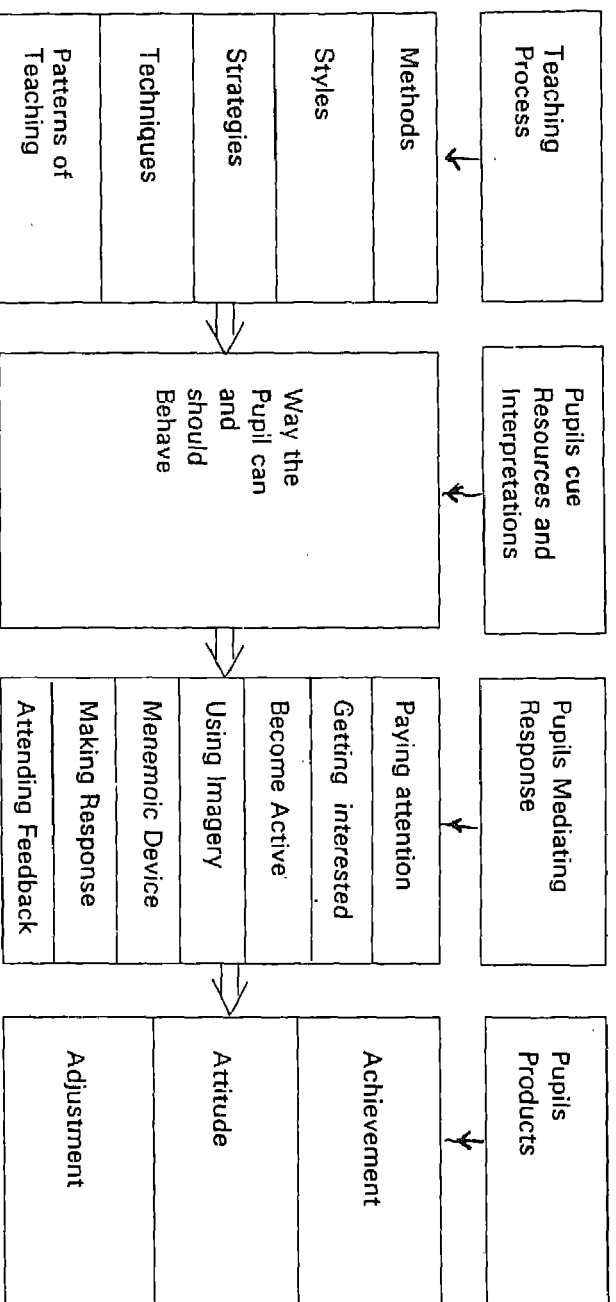 Teaching
Process
Methods
Styles
Strategies
Techniques
Patterns of
Teaching
Pupils cue
Resources and
Interpretations
Way the
Pupil can
and
should
Behave
Pupils Mediating
Response
Paying attention
Getting interested
Become Active
Using Imagery
Menemoic Device
Making Response
Attending Feedback
Pupils
Products
Achievement
Attitude
Adjustment